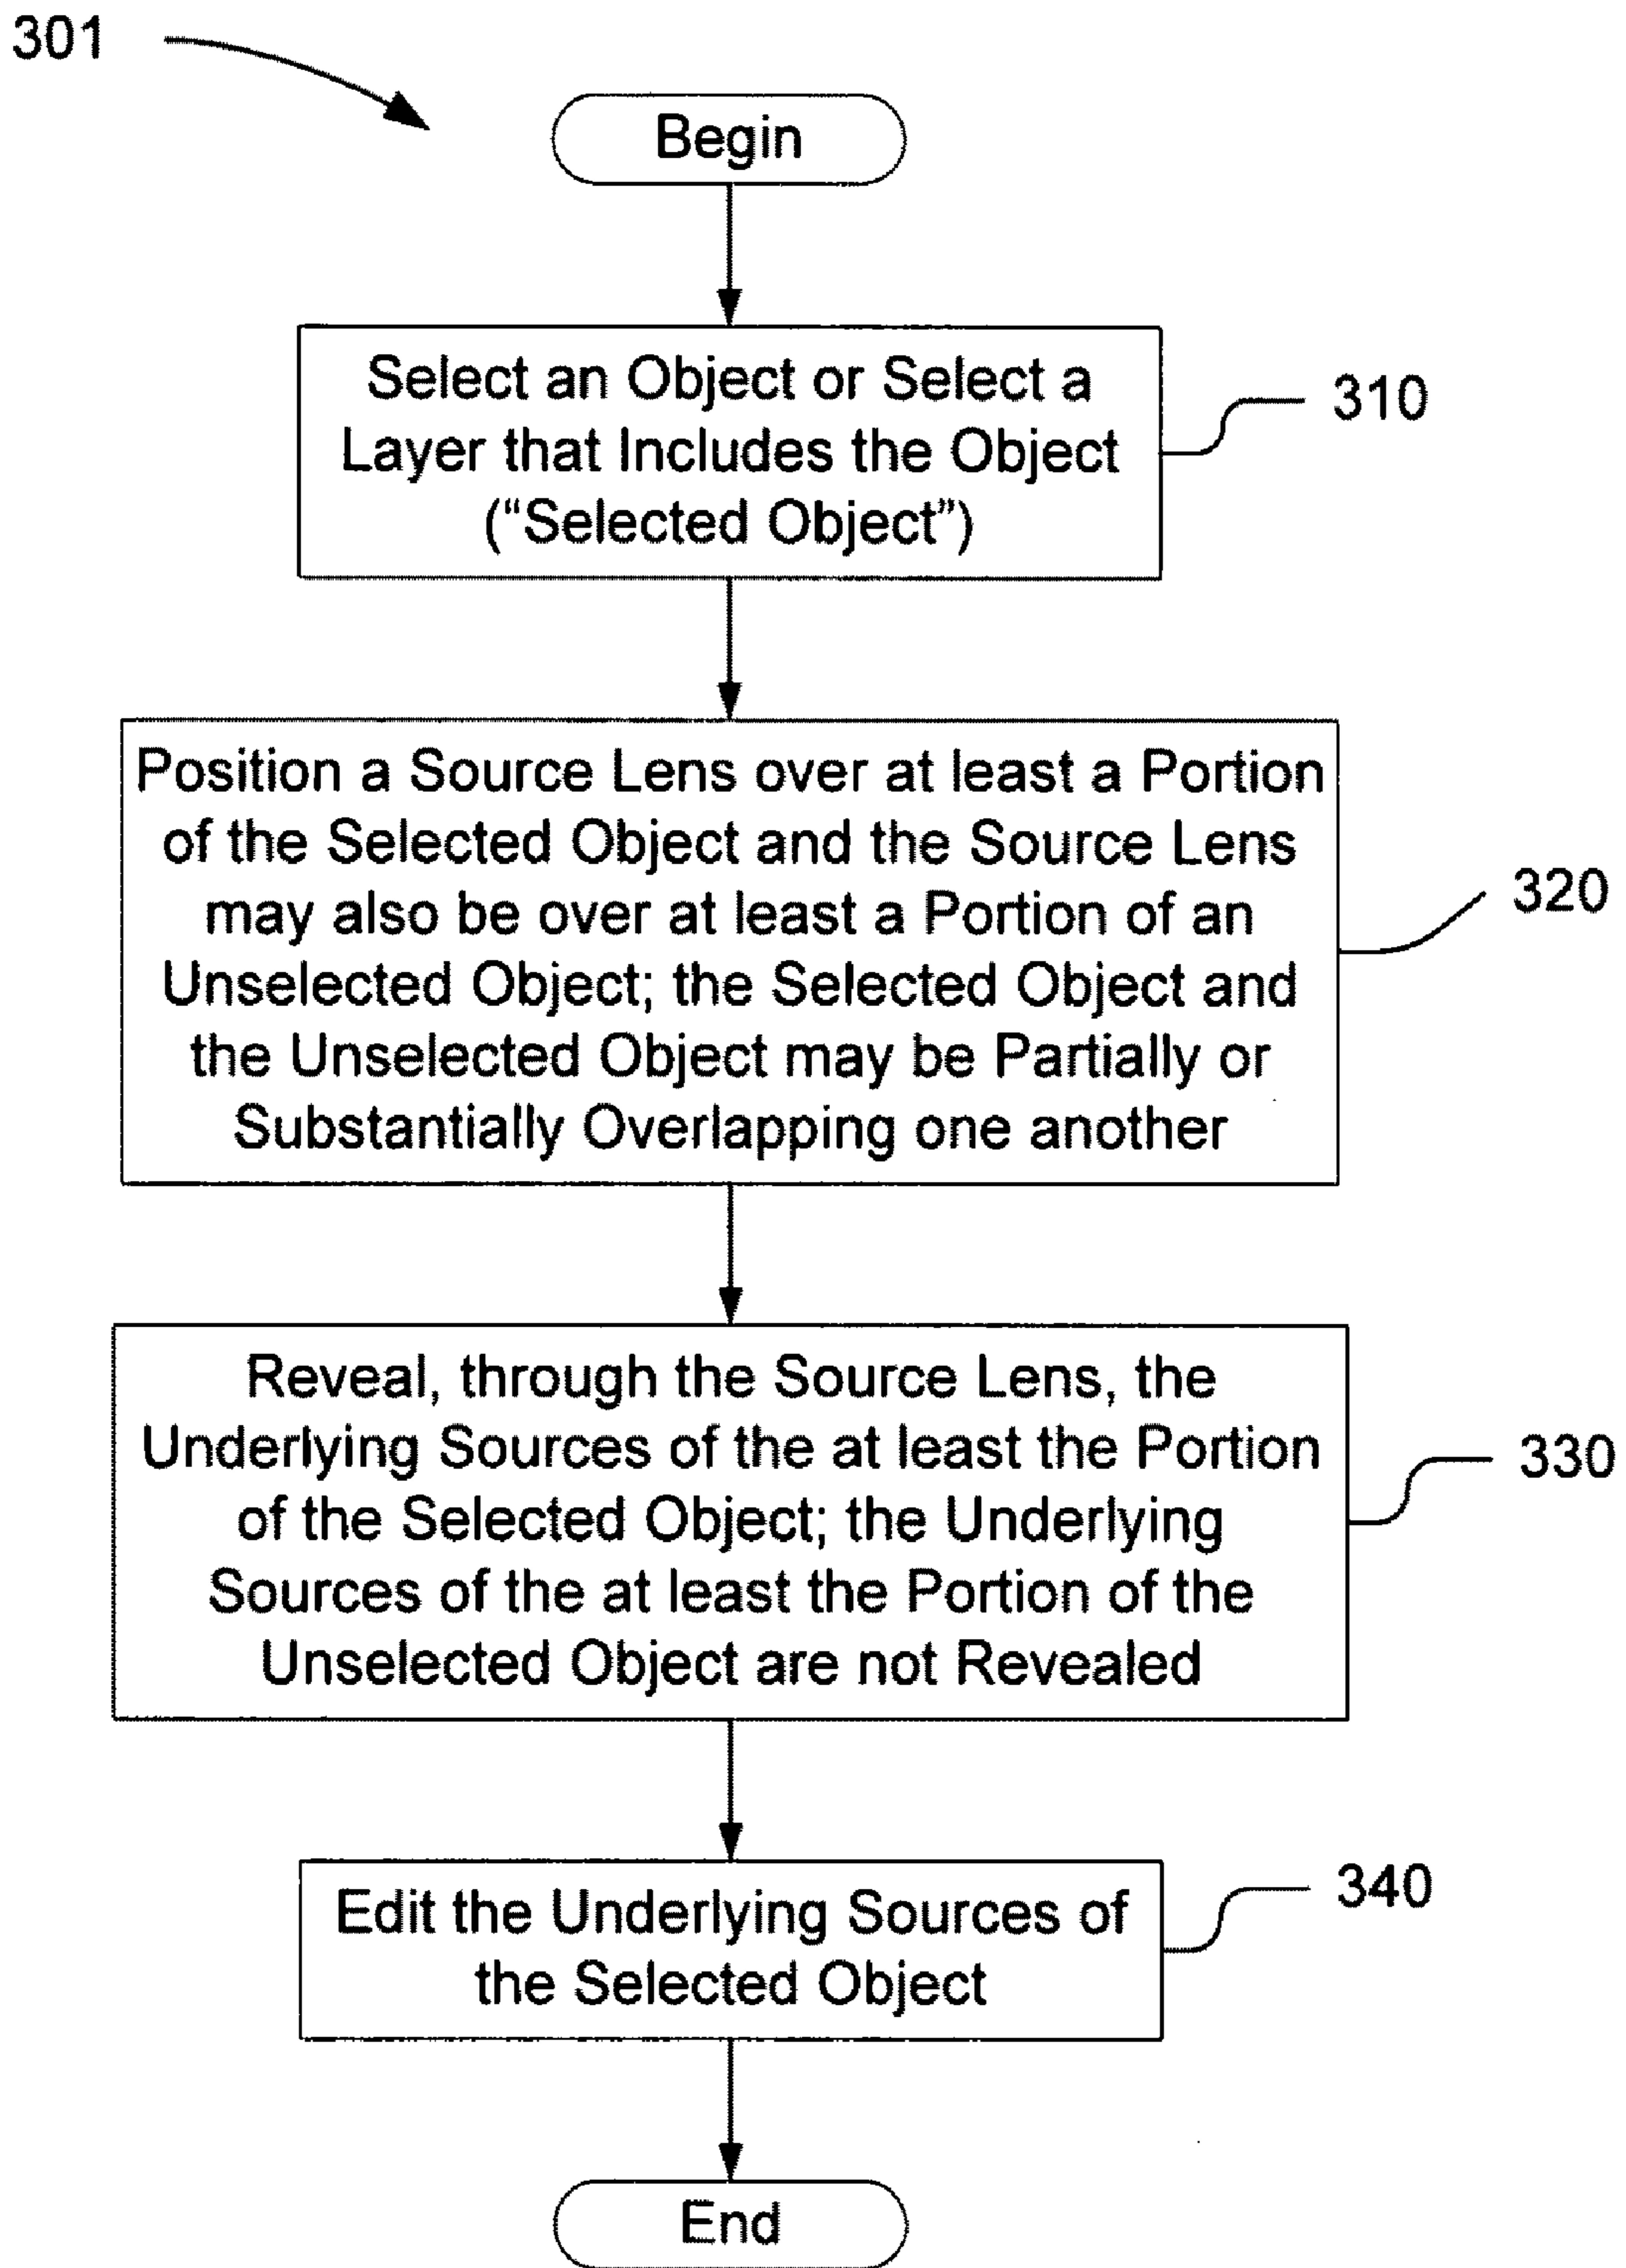 301
Begin
Select an Object or Select a
Layer that Includes the Object
(“Selected Object”)
310
Position a Source Lens over at least a Portion
of the Selected Object and the Source Lens
may also be over at least a Portion of an
Unselected Object; the Selected Object and
the Unselected Object may be Partially or
Substantially Overlapping one another
320
Reveal, through the Source Lens, the
Underlying Sources of the at least the Portion
of the Selected Object; the Underlying
Sources of the at least the Portion of the
Unselected Object are not Revealed
330
Edit the Underlying Sources of
the Selected Object
340
End